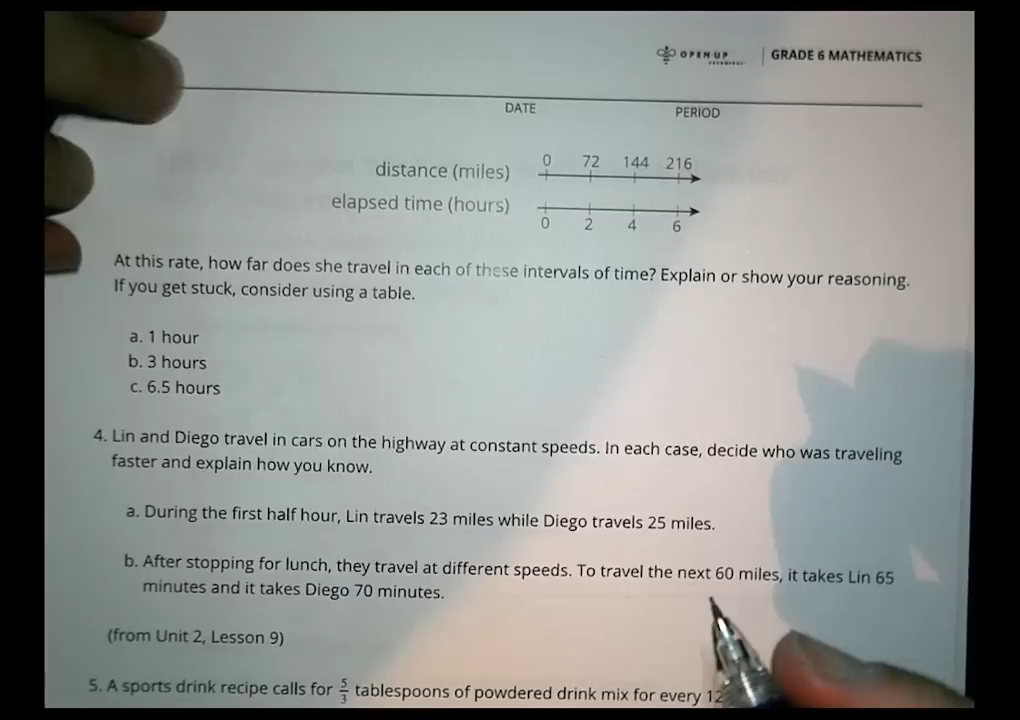 OPEN UP
GRADE 6 MATHEMATICS
DATE PERIOD
distance (miles) 0 72 144 216
elapsed time (hours) 0 2 4 6
At this rate, how far does she travel in each of these intervals of time? Explain or show your reasoning.
If you get stuck, consider using a table.
a. 1 hour
b. 3 hours
c. 6.5 hours
4. Lin and Diego travel in cars on the highway at constant speeds. In each case, decide who was traveling
faster and explain how you know.
a. During the first half hour, Lin travels 23 miles while Diego travels 25 miles.
b. After stopping for lunch, they travel at different speeds. To travel the next 60 miles, it takes Lin 65
minutes and it takes Diego 70 minutes.
(from Unit 2, Lesson 9)
5. A sports drink recipe calls for 5/3 tablespoons of powdered drink mix for every 12